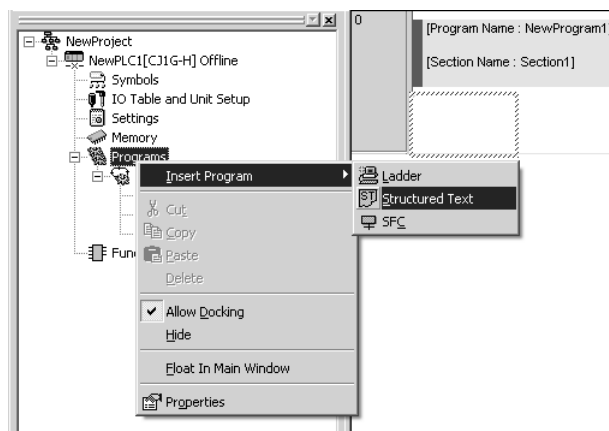 NewProject
NewPLC1[CJ1G-H] Offline
Symbols
IO Table and Unit Setup
Settings
Memory
Programs
Insert Program
Cut
Copy
Paste
Delete
Allow Docking
Hide
Float In Main Window
Properties
Ladder
ST Structured Text
SFC
0
[Program Name : NewProgram1
[Section Name : Section1]